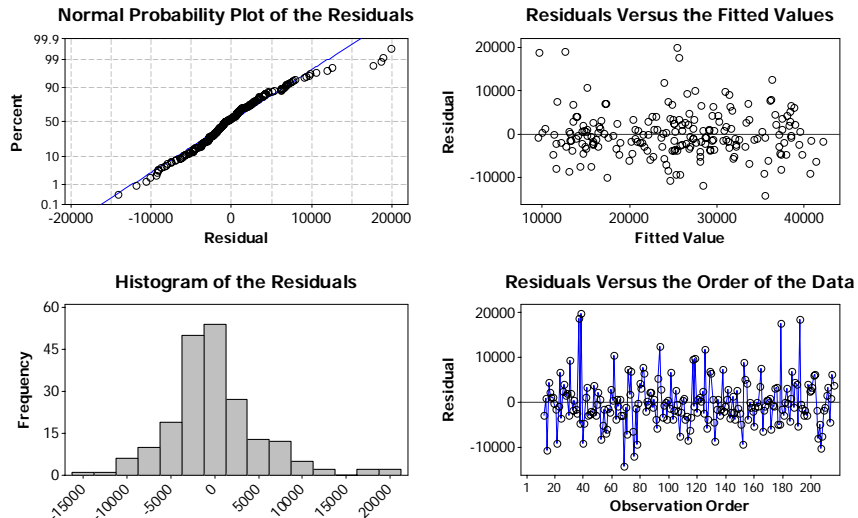 Normal Probability Plot of the Residuals
99.9
99
90
50
10
1
0.1
Percent
-20000 -10000 0 10000 20000
Residual
Residuals Versus the Fitted Values
20000
10000
0
-10000
Residual
10000 20000 30000 40000
Fitted Value
Histogram of the Residuals
60
45
30
15
0
Frequency
-15000 -10000 -5000 0 5000 10000 15000 20000
Residuals Versus the Order of the Data
20000
10000
0
-10000
Residual
1 20 40 60 80 100 120 140 160 180 200
Observation Order